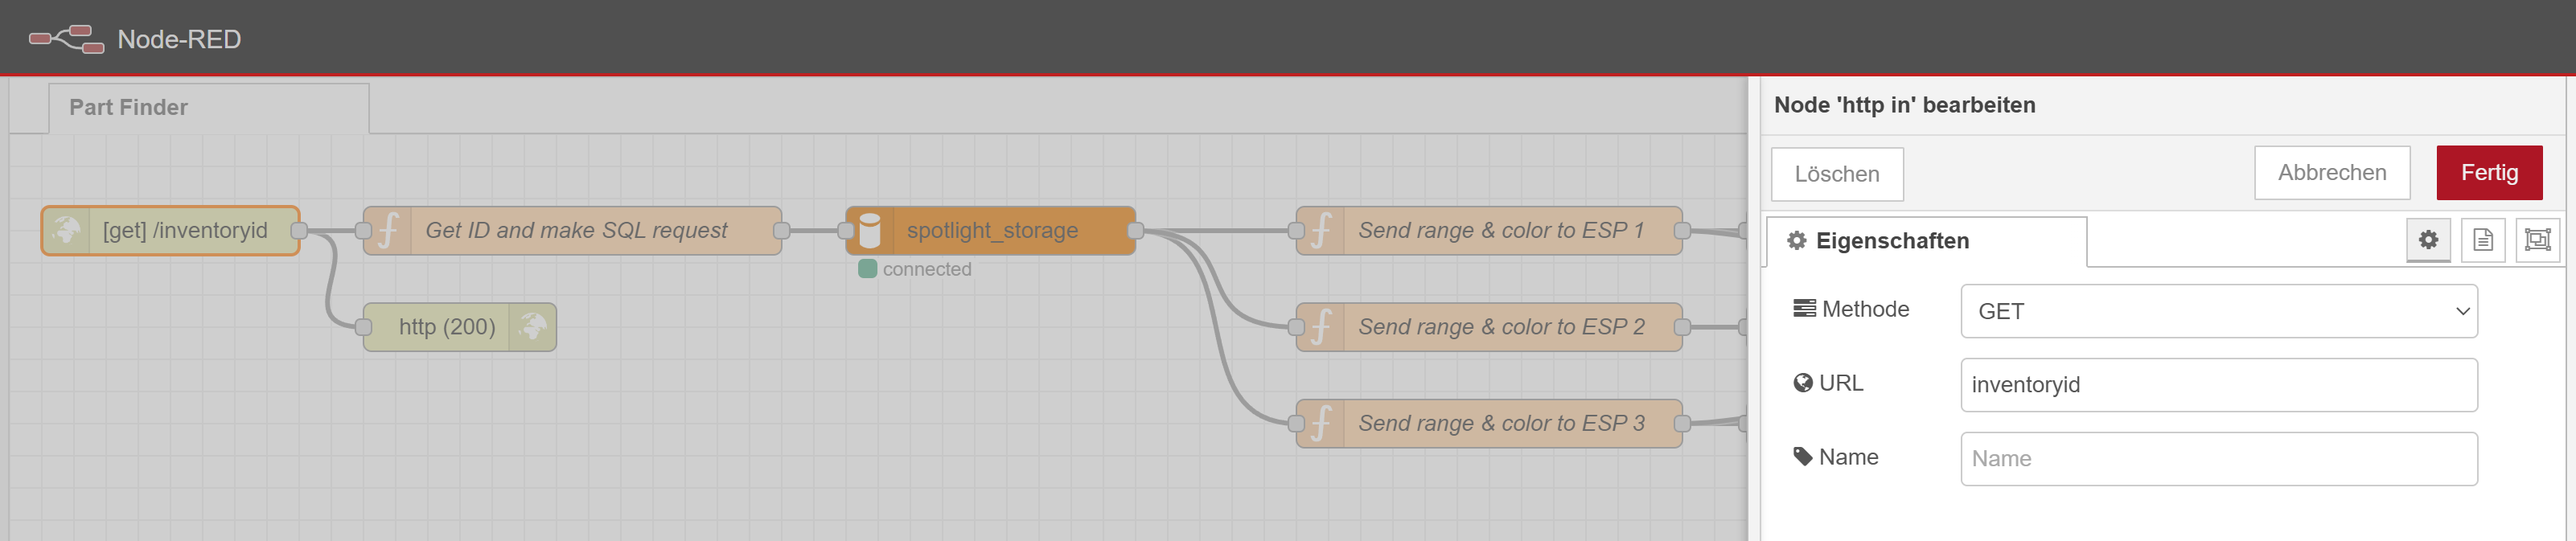 Node-RED
Part Finder
[get] /inventoryid
Get ID and make SQL request
spotlight_storage
connected
http (200)
Send range & color to ESP 1
Send range & color to ESP 2
Send range & color to ESP 3
Node 'http in' bearbeiten
Löschen
Abbrechen
Fertig
Eigenschaften
Methode
GET
URL
inventoryid
Name
Name